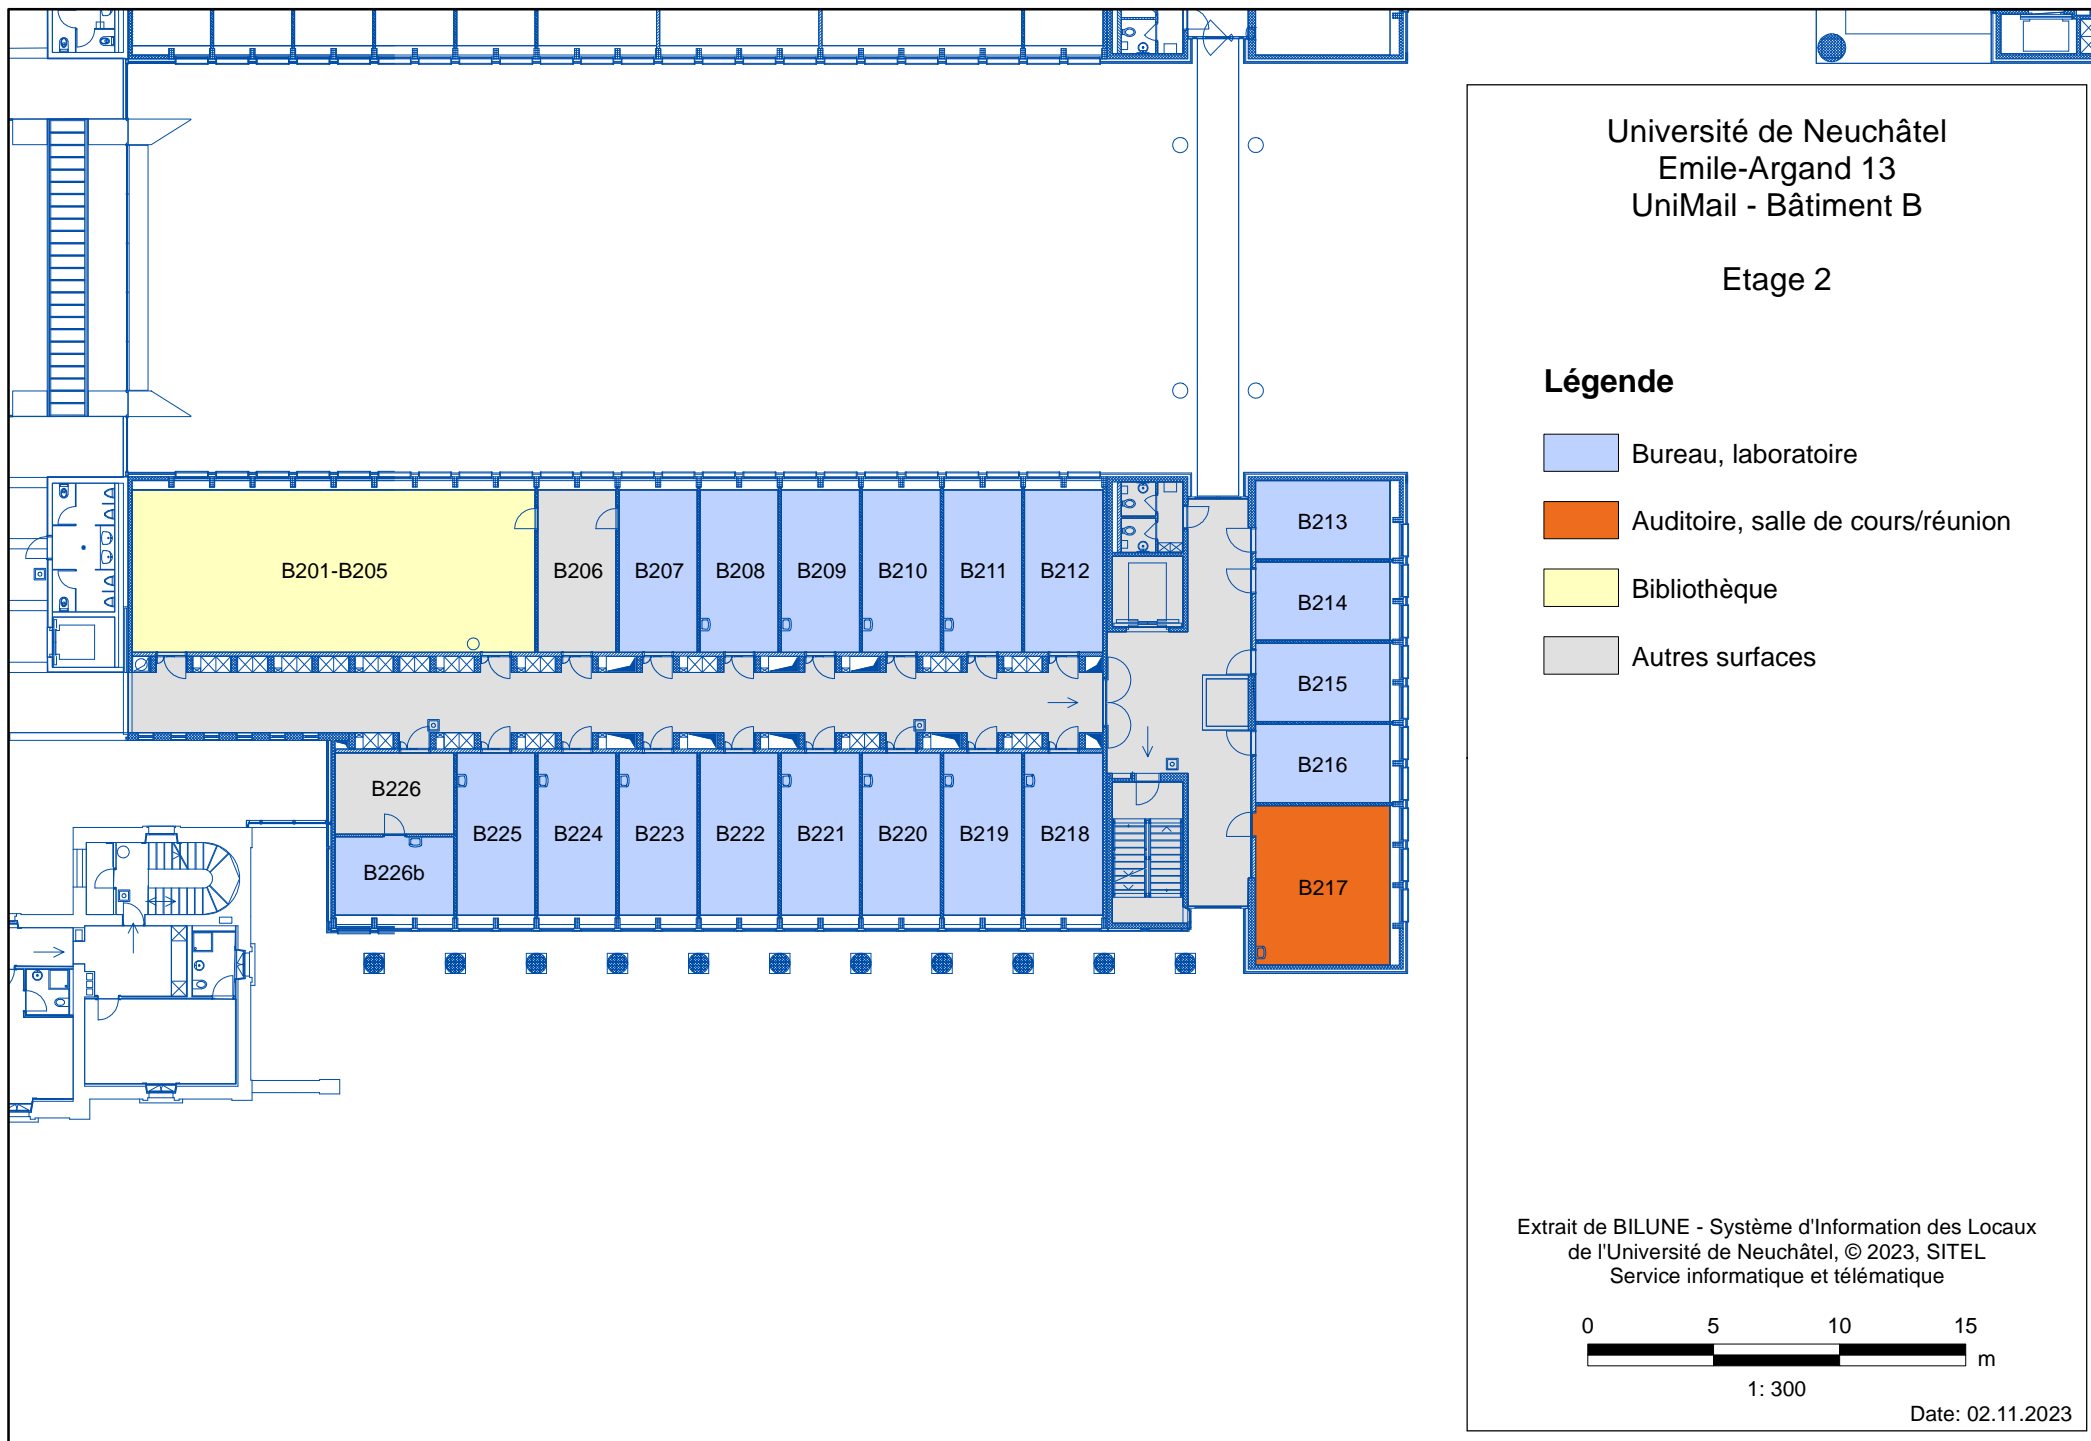 Université de Neuchâtel
Emile-Argand 13
UniMail - Bâtiment B
Etage 2
Légende
Bureau, laboratoire
Auditoire, salle de cours/réunion
Bibliothèque
Autres surfaces
B201-B205
B206
B207
B208
B209
B210
B211
B212
B213
B214
B215
B216
B217
B226
B226b
B225
B224
B223
B222
B221
B220
B219
B218
Extrait de BILUNE - Système d'Information des Locaux
de l'Université de Neuchâtel, © 2023, SITEL
Service informatique et télématique
0 5 10 15
m
1: 300
Date: 02.11.2023